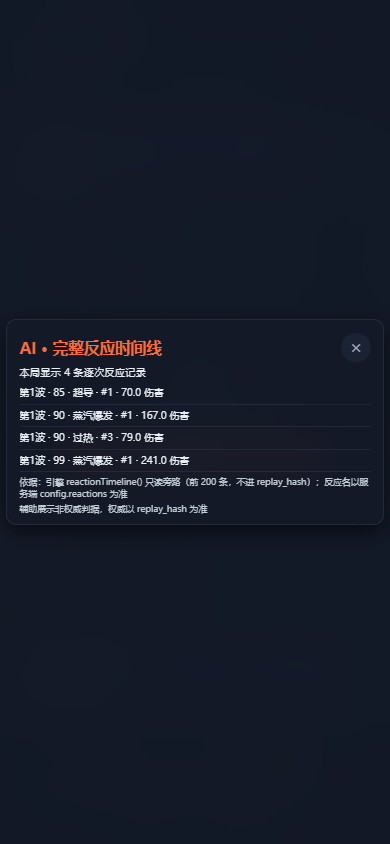 AI • 完整反应时间线
×
本局显示 4 条逐次反应记录
第1波 · 85 · 超导 · #1 · 70.0 伤害
第1波 · 90 · 蒸汽爆发 · #1 · 167.0 伤害
第1波 · 90 · 过热 · #3 · 79.0 伤害
第1波 · 99 · 蒸汽爆发 · #1 · 241.0 伤害
依据：引擎 reactionTimeline() 只读旁路（前 200 条，不进 replay_hash）；反应名以服
务端 config.reactions 为准
辅助展示非权威判据，权威以 replay_hash 为准